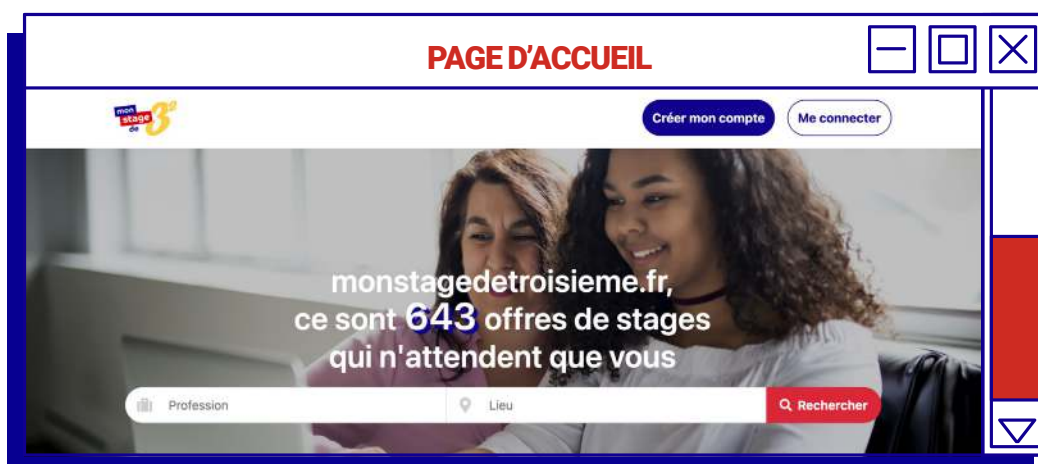 PAGE D'ACCUEIL
mon
stage
de 3e
Créer mon compte
Me connecter
monstagedetroisieme.fr,
ce sont 643 offres de stages
qui n'attendent que vous
Profession
Lieu
Rechercher